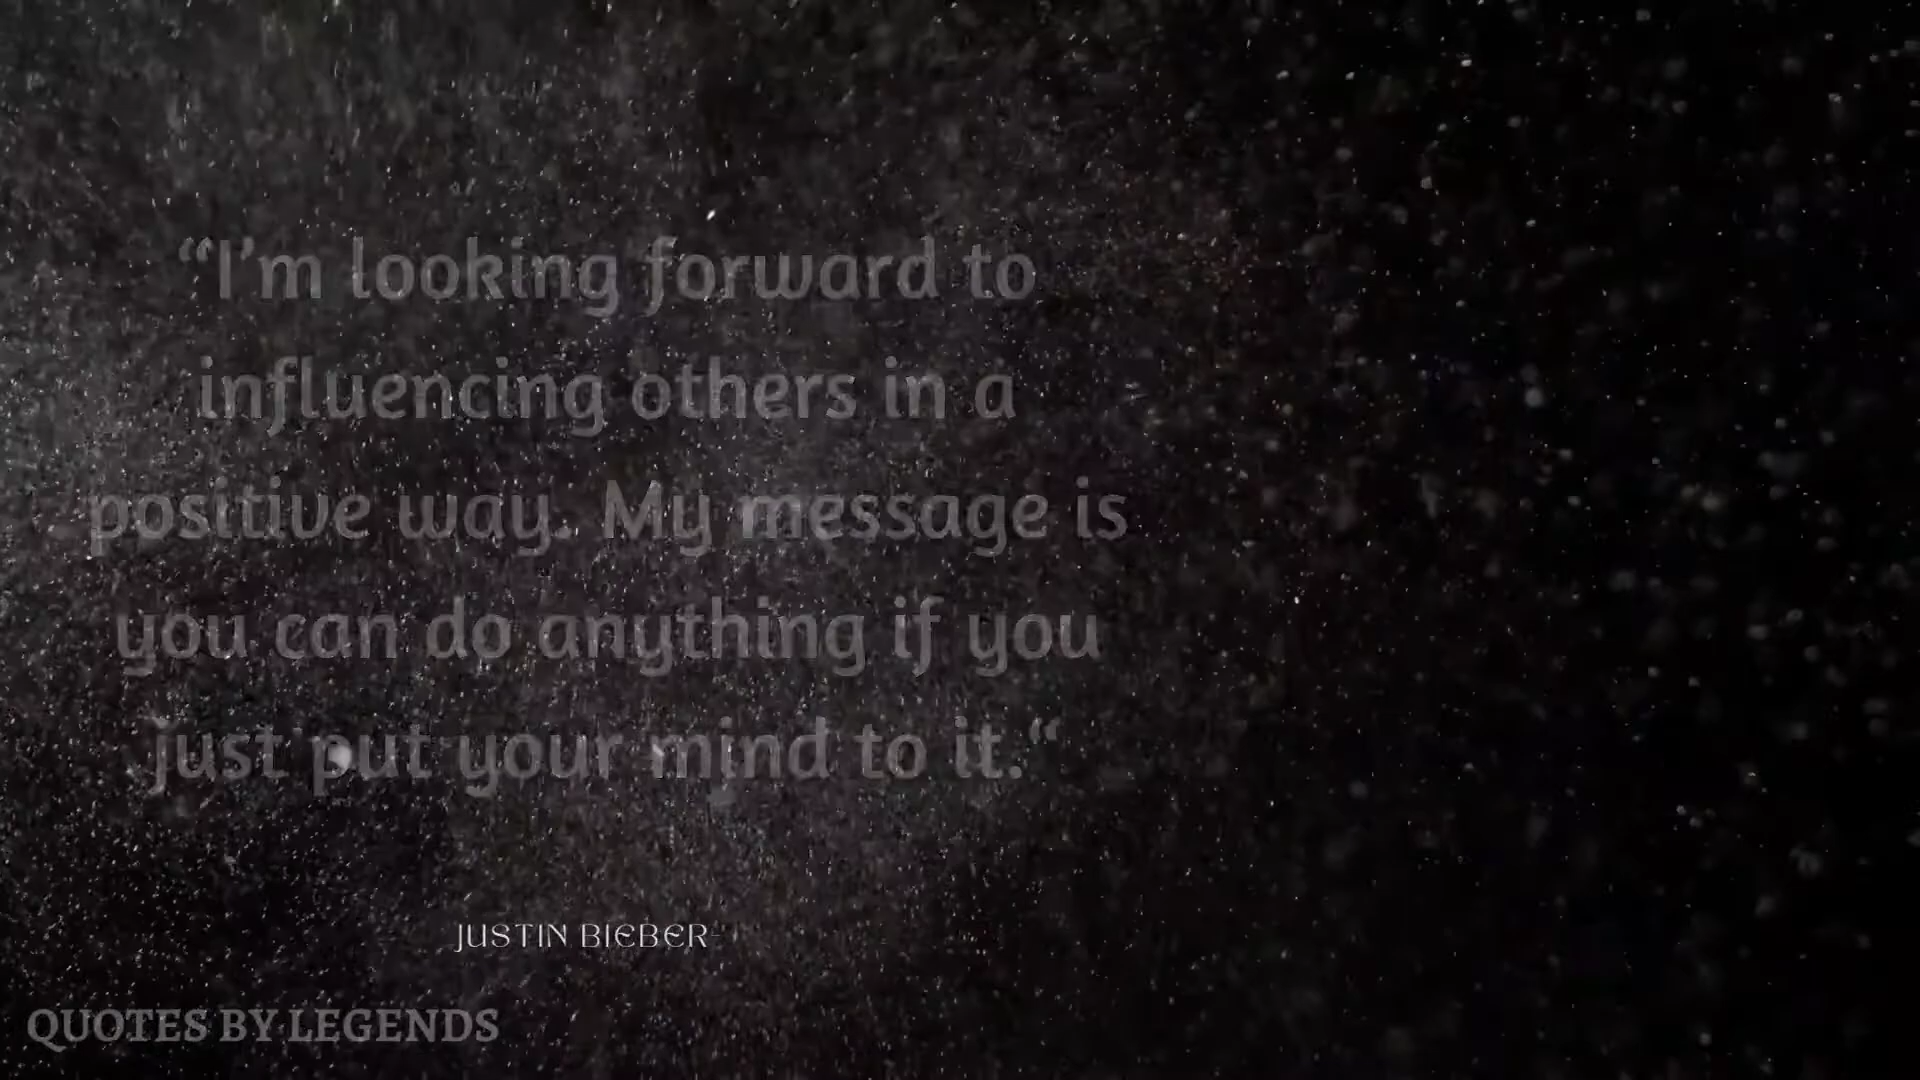 “I’m looking forward to
influencing others in a
positive way. My message is
you can do anything if you
just put your mind to it.“
JUSTIN BIEBER
QUOTES BY LEGENDS